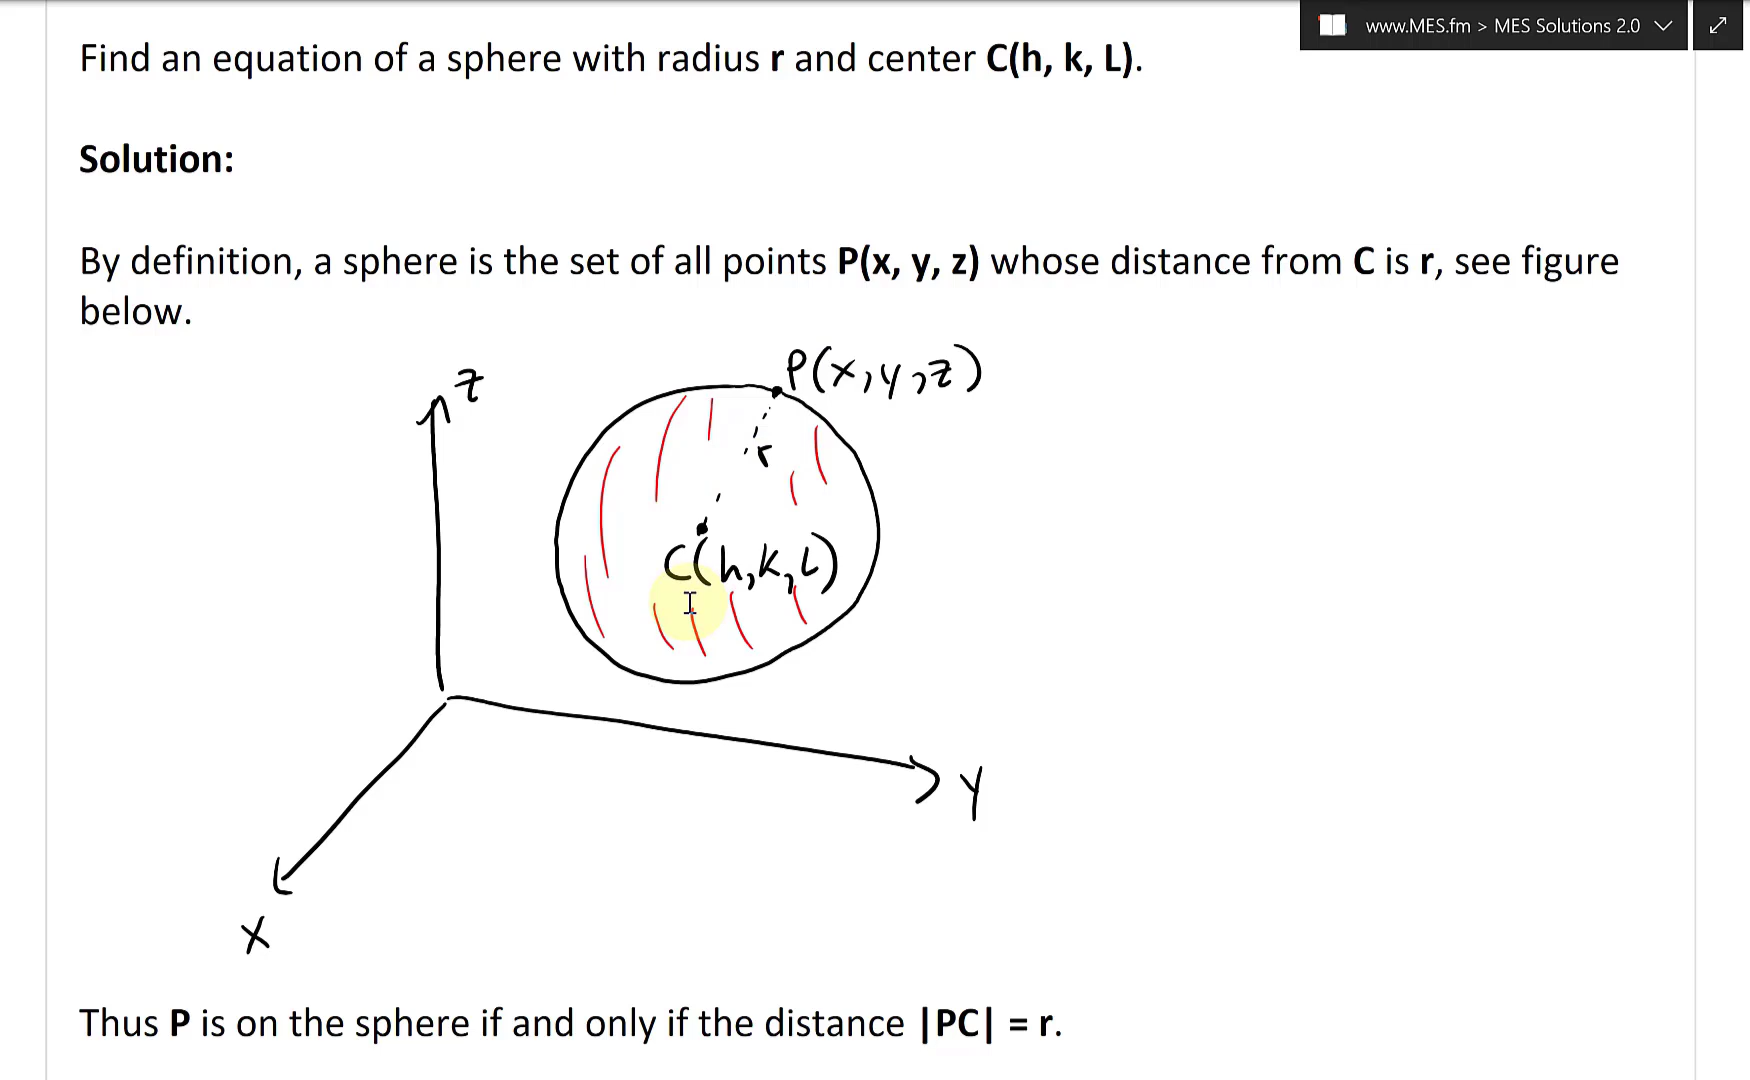 www.MES.fm > MES Solutions 2.0
Find an equation of a sphere with radius r and center C(h, k, L).
Solution:
By definition, a sphere is the set of all points P(x, y, z) whose distance from C is r, see figure
below.
z
P(x,y,z)
r
C(h,k,L)
Y
X
Thus P is on the sphere if and only if the distance |PC| = r.